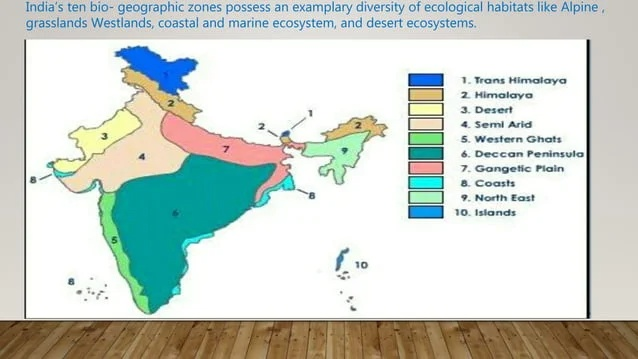 India's ten bio- geographic zones possess an examplary diversity of ecological habitats like Alpine ,
grasslands Westlands, coastal and marine ecosystem, and desert ecosystems.
1
2
3
4
5
6
7
8
8
8
2
1
2
9
10
1. Trans Himalaya
2. Himalaya
3. Desert
4. Semi Arid
5. Western Ghats
6. Deccan Peninsula
7. Gangetic Plain
8. Coasts
9. North East
10. Islands